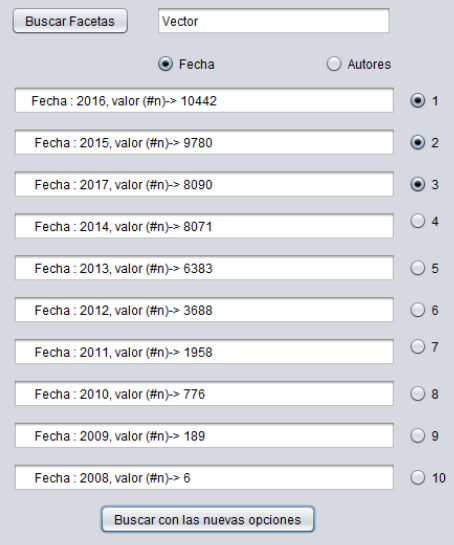 Buscar Facetas Vector
Fecha Autores
Fecha : 2016, valor (#n)-> 10442 1
Fecha : 2015, valor (#n)-> 9780 2
Fecha : 2017, valor (#n)-> 8090 3
Fecha : 2014, valor (#n)-> 8071 4
Fecha : 2013, valor (#n)-> 6383 5
Fecha : 2012, valor (#n)-> 3688 6
Fecha : 2011, valor (#n)-> 1958 7
Fecha : 2010, valor (#n)-> 776 8
Fecha : 2009, valor (#n)-> 189 9
Fecha : 2008, valor (#n)-> 6 10
Buscar con las nuevas opciones